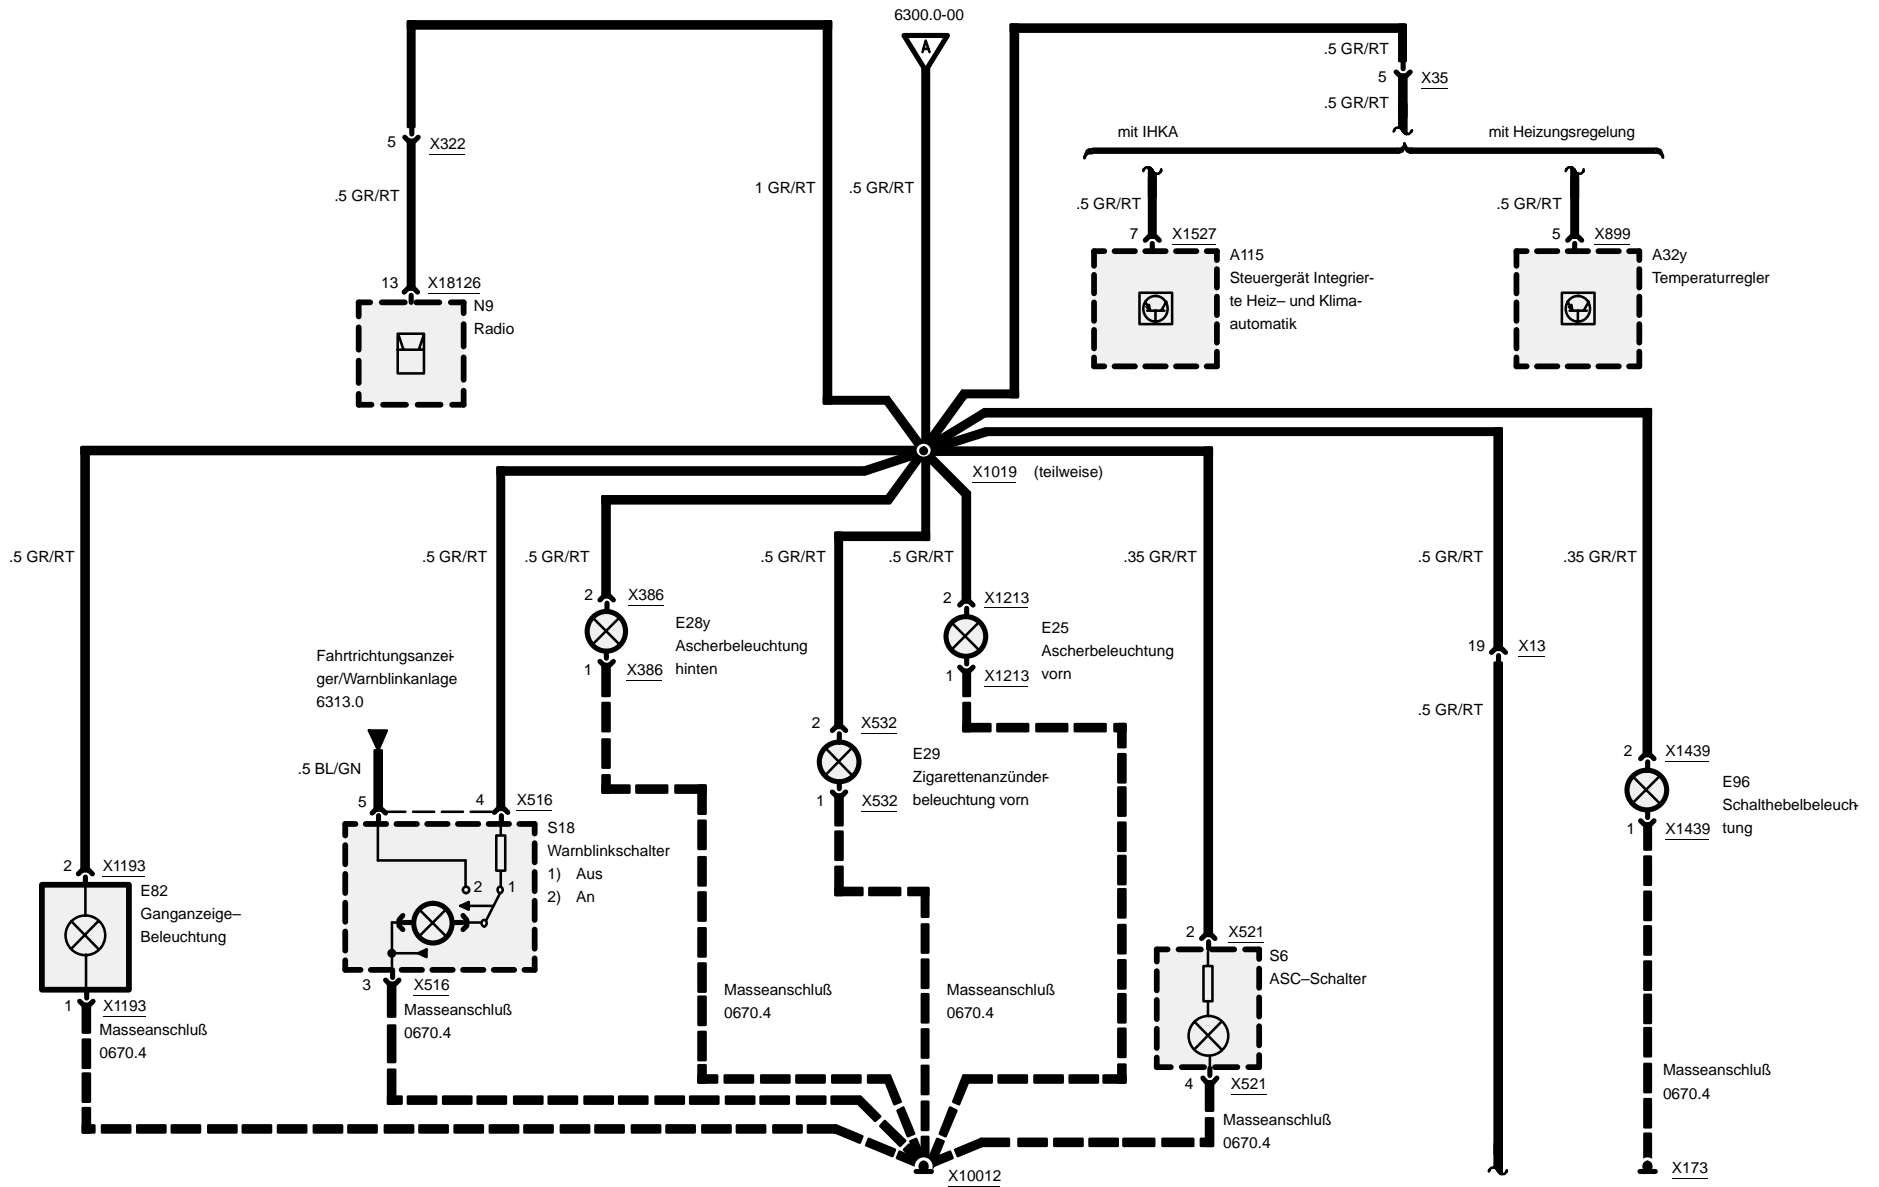 6300.0-00
A
.5 GR/RT
5 X35
.5 GR/RT
mit IHKA
mit Heizungsregelung
5 X322
.5 GR/RT
1 GR/RT
.5 GR/RT
.5 GR/RT
7 X1527
.5 GR/RT
5 X899
A115
Steuergerät Integrier-
te Heiz– und Klima-
automatik
A32y
Temperaturregler
13 X18126
N9
Radio
X1019 (teilweise)
.5 GR/RT
.5 GR/RT
.5 GR/RT
.5 GR/RT
.5 GR/RT
.35 GR/RT
.5 GR/RT
.35 GR/RT
2 X386
E28y
Ascherbeleuchtung
hinten
1 X386
2 X1213
E25
Ascherbeleuchtung
vorn
1 X1213
19 X13
.5 GR/RT
Fahrtrichtungsanzei-
ger/Warnblinkanlage
6313.0
.5 BL/GN
5
4 X516
2 X532
E29
Zigarettenanzünder-
beleuchtung vorn
1 X532
2 X1439
E96
Schalthebelbeleuch-
tung
1 X1439
S18
Warnblinkschalter
1) Aus
2) An
2
1
3 X516
Masseanschluß
0670.4
2 X1193
E82
Ganganzeige–
Beleuchtung
1 X1193
Masseanschluß
0670.4
Masseanschluß
0670.4
Masseanschluß
0670.4
2 X521
S6
ASC–Schalter
4 X521
Masseanschluß
0670.4
Masseanschluß
0670.4
X10012
X173